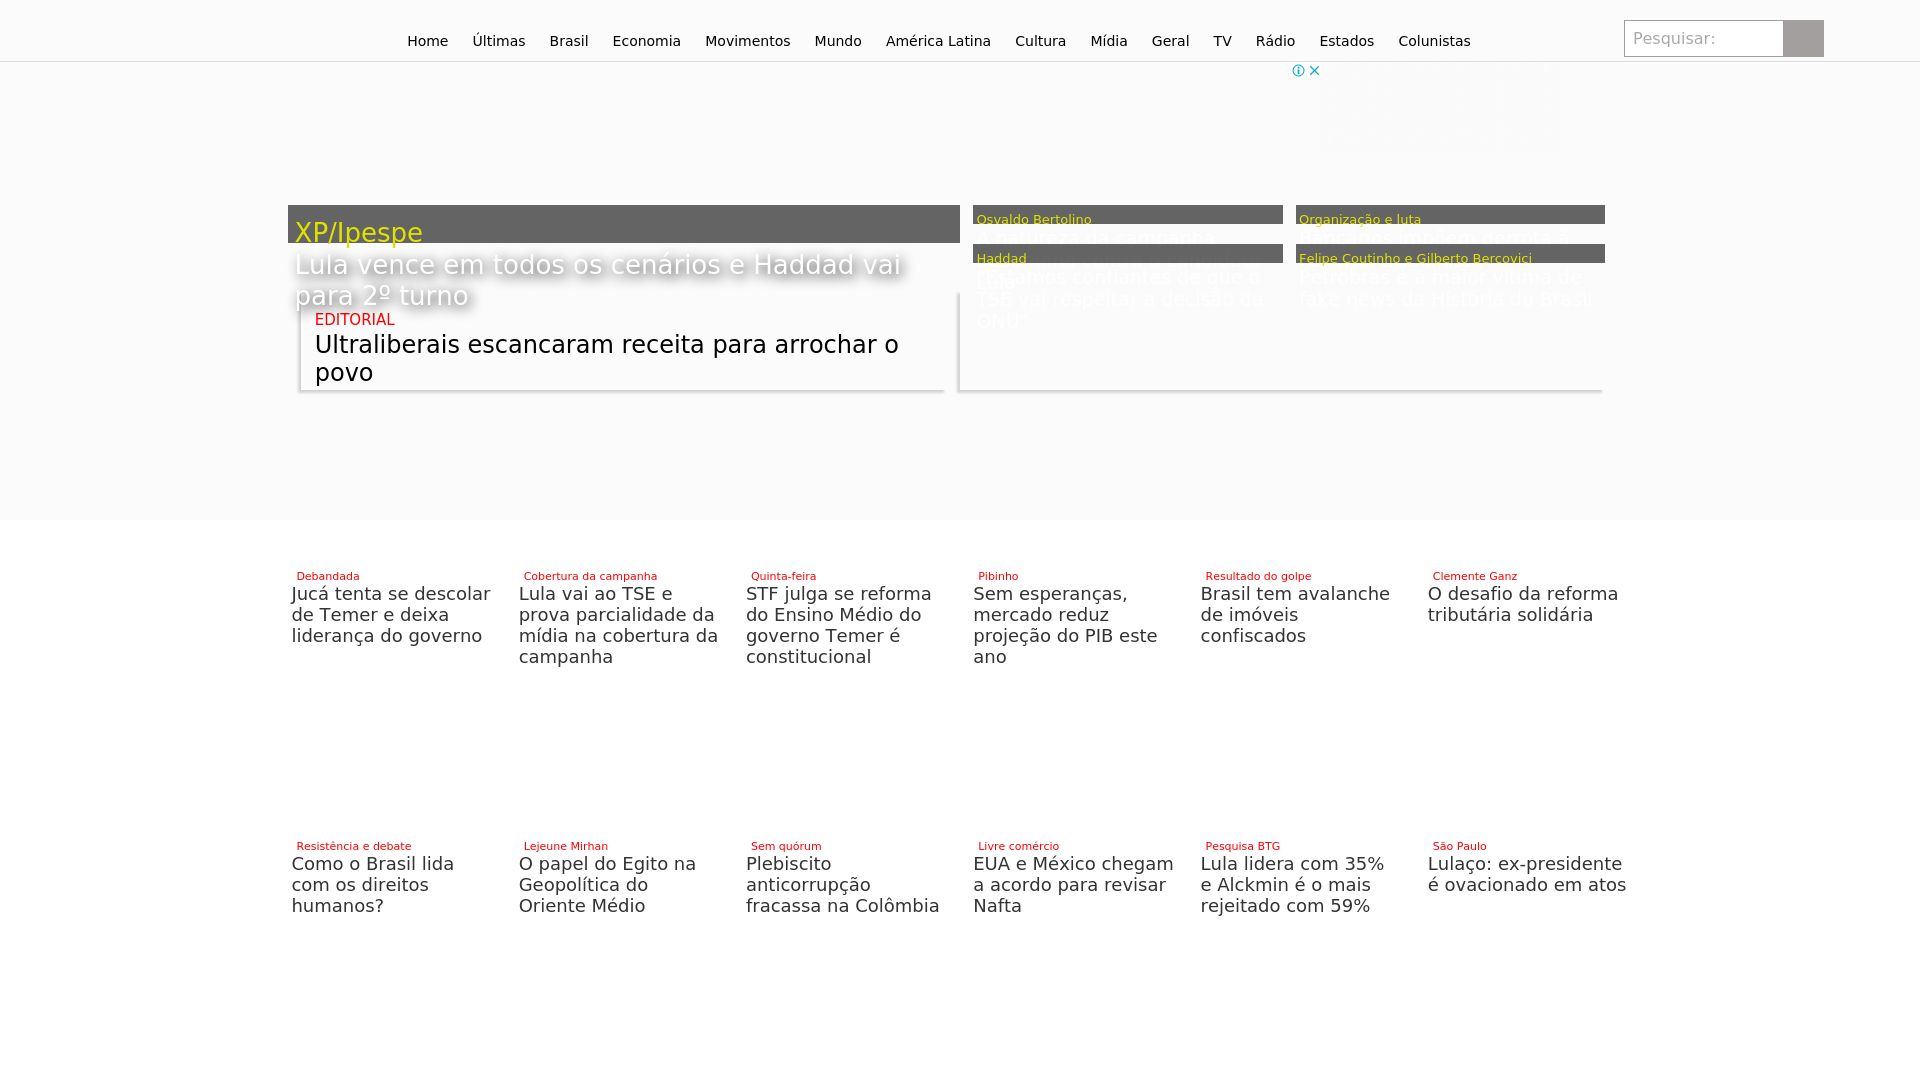 Home Últimas Brasil Economia Movimentos Mundo América Latina Cultura Mídia Geral TV Rádio Estados Colunistas
Pesquisar:
XP/Ipespe
Lula vence em todos os cenários e Haddad vai
para 2º turno
EDITORIAL
Ultraliberais escancaram receita para arrochar o
povo
Osvaldo Bertolino
Haddad
TSE vai respeitar a decisão da
ONU"
Organização e luta
Felipe Coutinho e Gilberto Bercovici
fake news da História do Brasil
Debandada
Jucá tenta se descolar
de Temer e deixa
liderança do governo
Cobertura da campanha
Lula vai ao TSE e
prova parcialidade da
mídia na cobertura da
campanha
Quinta-feira
STF julga se reforma
do Ensino Médio do
governo Temer é
constitucional
Pibinho
Sem esperanças,
mercado reduz
projeção do PIB este
ano
Resultado do golpe
Brasil tem avalanche
de imóveis
confiscados
Clemente Ganz
O desafio da reforma
tributária solidária
Resistência e debate
Como o Brasil lida
com os direitos
humanos?
Lejeune Mirhan
O papel do Egito na
Geopolítica do
Oriente Médio
Sem quórum
Plebiscito
anticorrupção
fracassa na Colômbia
Livre comércio
EUA e México chegam
a acordo para revisar
Nafta
Pesquisa BTG
Lula lidera com 35%
e Alckmin é o mais
rejeitado com 59%
São Paulo
Lulaço: ex-presidente
é ovacionado em atos